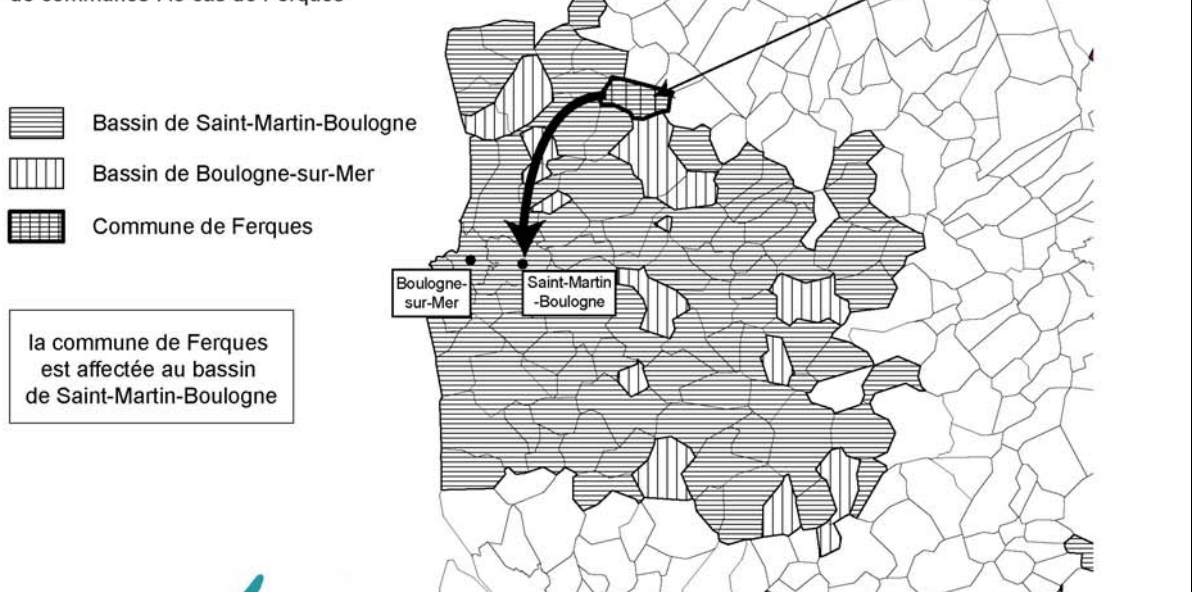 Bassin de Saint-Martin-Boulogne
Bassin de Boulogne-sur-Mer
Commune de Ferques
Boulogne-
sur-Mer
Saint-Martin
-Boulogne
la commune de Ferques
est affectée au bassin
de Saint-Martin-Boulogne